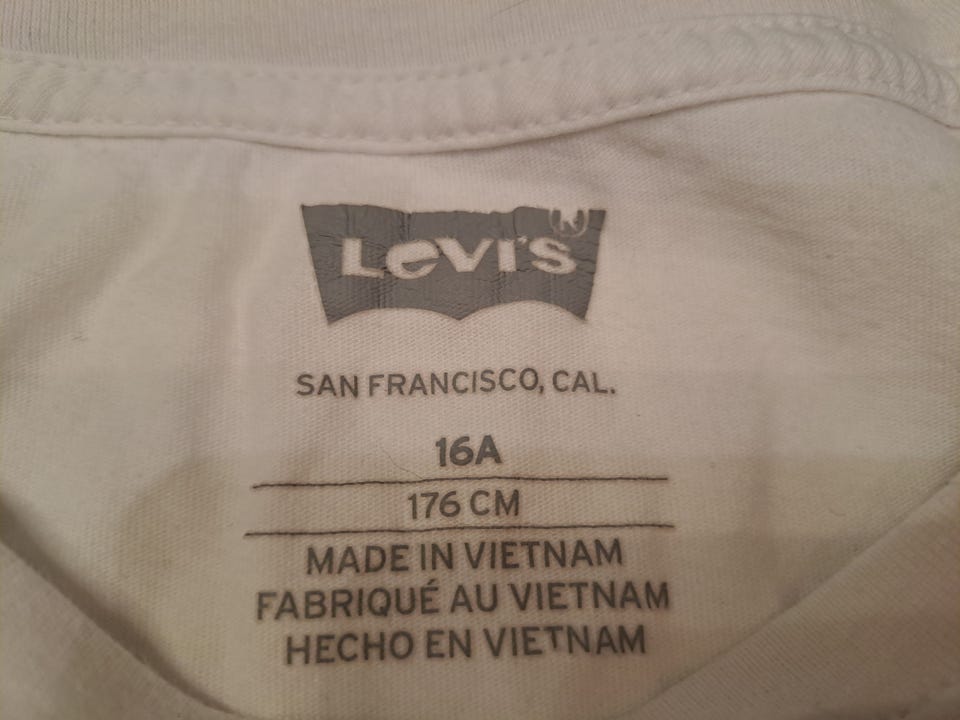 Levi's ®
SAN FRANCISCO, CAL.
16A
176 CM
MADE IN VIETNAM
FABRIQUÉ AU VIETNAM
HECHO EN VIETNAM